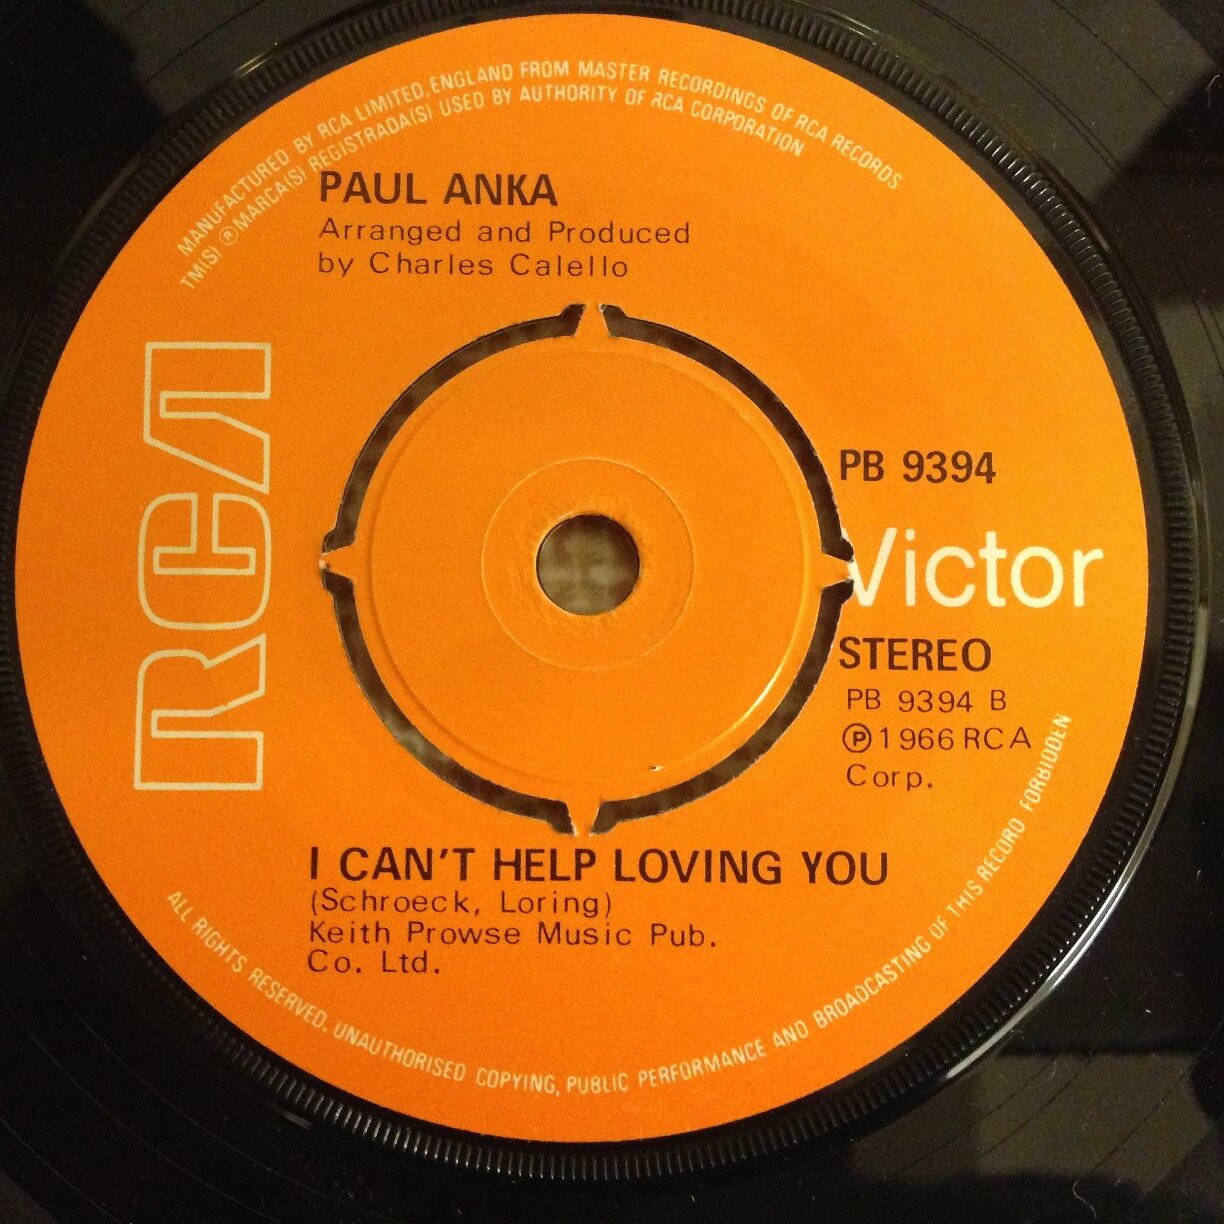 MANUFACTURED BY RCA LIMITED, ENGLAND FROM MASTER RECORDINGS OF RCA RECORDS
TM(S) ® MARCA(S) REGISTRADA(S) USED BY AUTHORITY OF RCA CORPORATION
PAUL ANKA
Arranged and Produced
by Charles Calello
RCA
PB 9394
Victor
STEREO
PB 9394 B
℗1966 RCA
Corp.
I CAN'T HELP LOVING YOU
(Schroeck, Loring)
Keith Prowse Music Pub.
Co. Ltd.
ALL RIGHTS RESERVED. UNAUTHORISED COPYING, PUBLIC PERFORMANCE AND BROADCASTING OF THIS RECORD FORBIDDEN